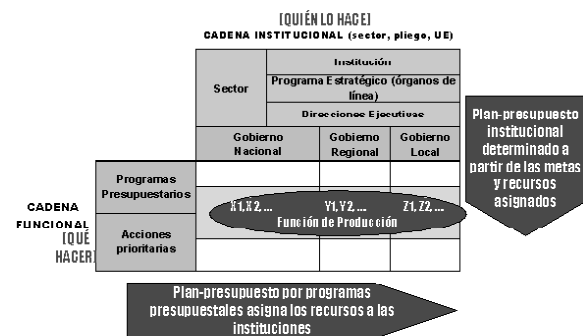 [QUIÉN LO HACE]
CADENA INSTITUCIONAL (sector, pliego, UE)
Sector
Institución
Programa Estratégico (órganos de
línea)
Direcciones Ejecutivas
Gobierno
Nacional
Gobierno
Regional
Gobierno
Local
Plan-presupuesto
institucional
determinado a
partir de las metas
y recursos
asignados
CADENA
FUNCIONAL
[QUÉ
HACER]
Programas
Presupuestarios
Acciones
prioritarias
X1,X2, ...
Y1,Y2, ...
Z1, Z2, ...
Función de Producción
Plan-presupuesto por programas
presupuestales asigna los recursos a las
instituciones